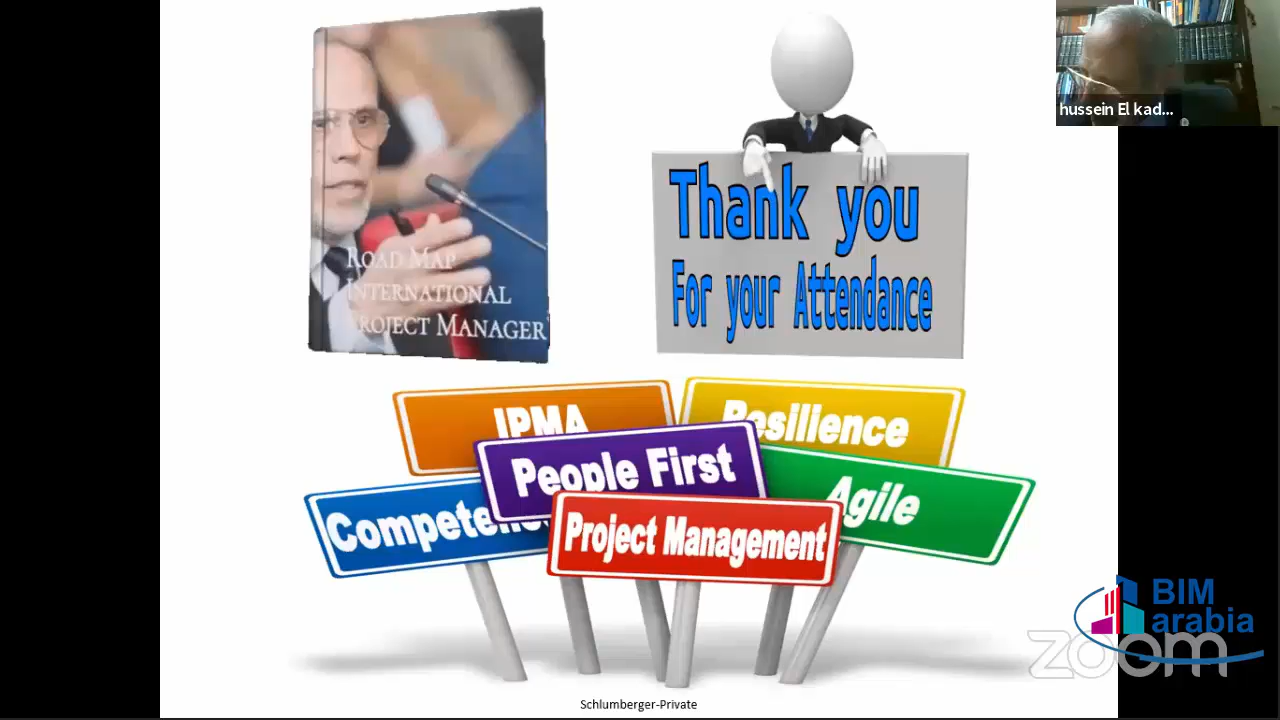 hussein El kad...
ROAD MAP
INTERNATIONAL
PROJECT MANAGER
Thank you
For your Attendance
IPMA
Resilience
People First
Agile
Project Management
BIM
arabia
zoom
Schlumberger-Private